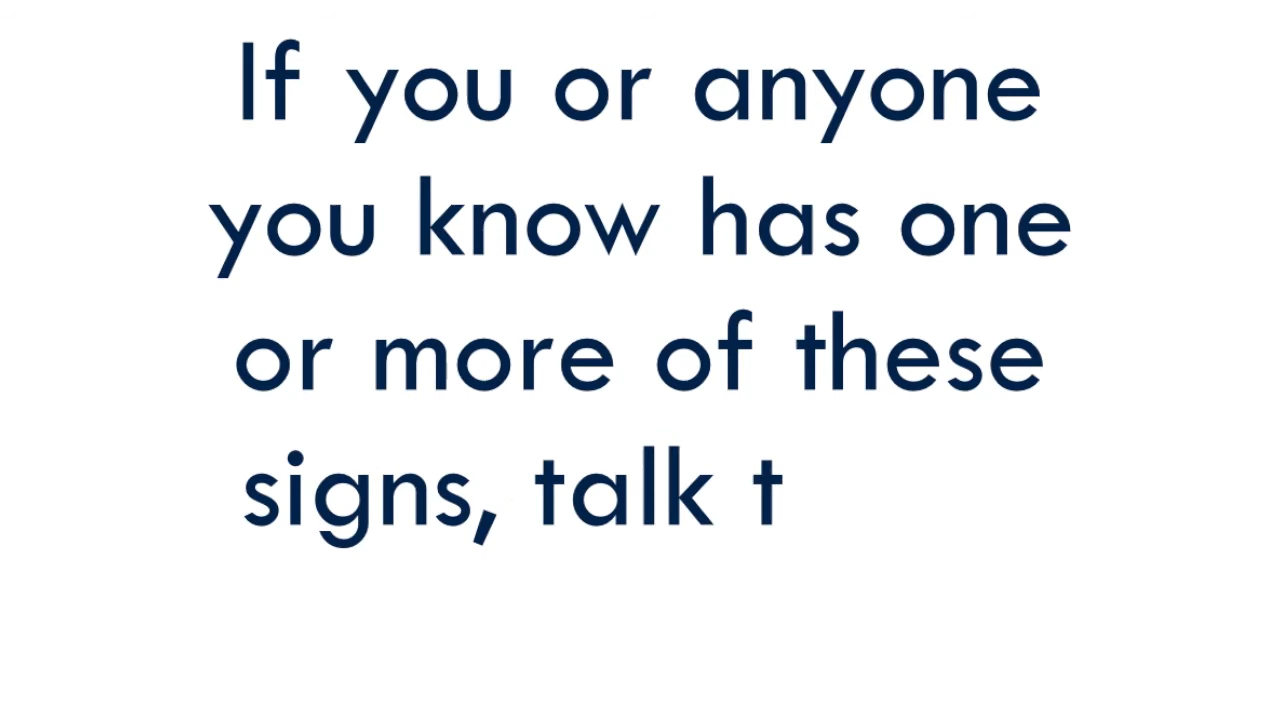 If you or anyone
you know has one
or more of these
signs, talk t